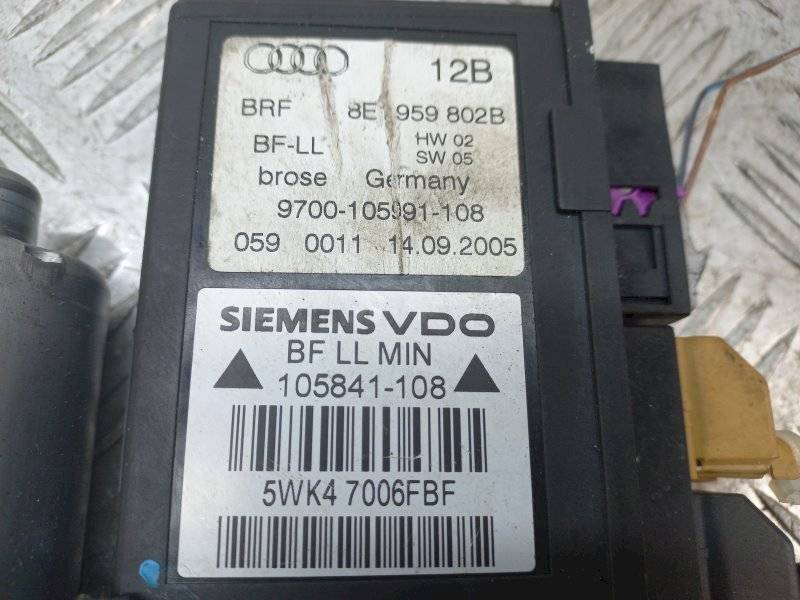 12B
BRF 8E 959 802B
BF-LL HW 02
SW 05
brose Germany
9700-105991-108
059 0011 14.09.2005
SIEMENS VDO
BF LL MIN
105841-108
5WK4 7006FBF